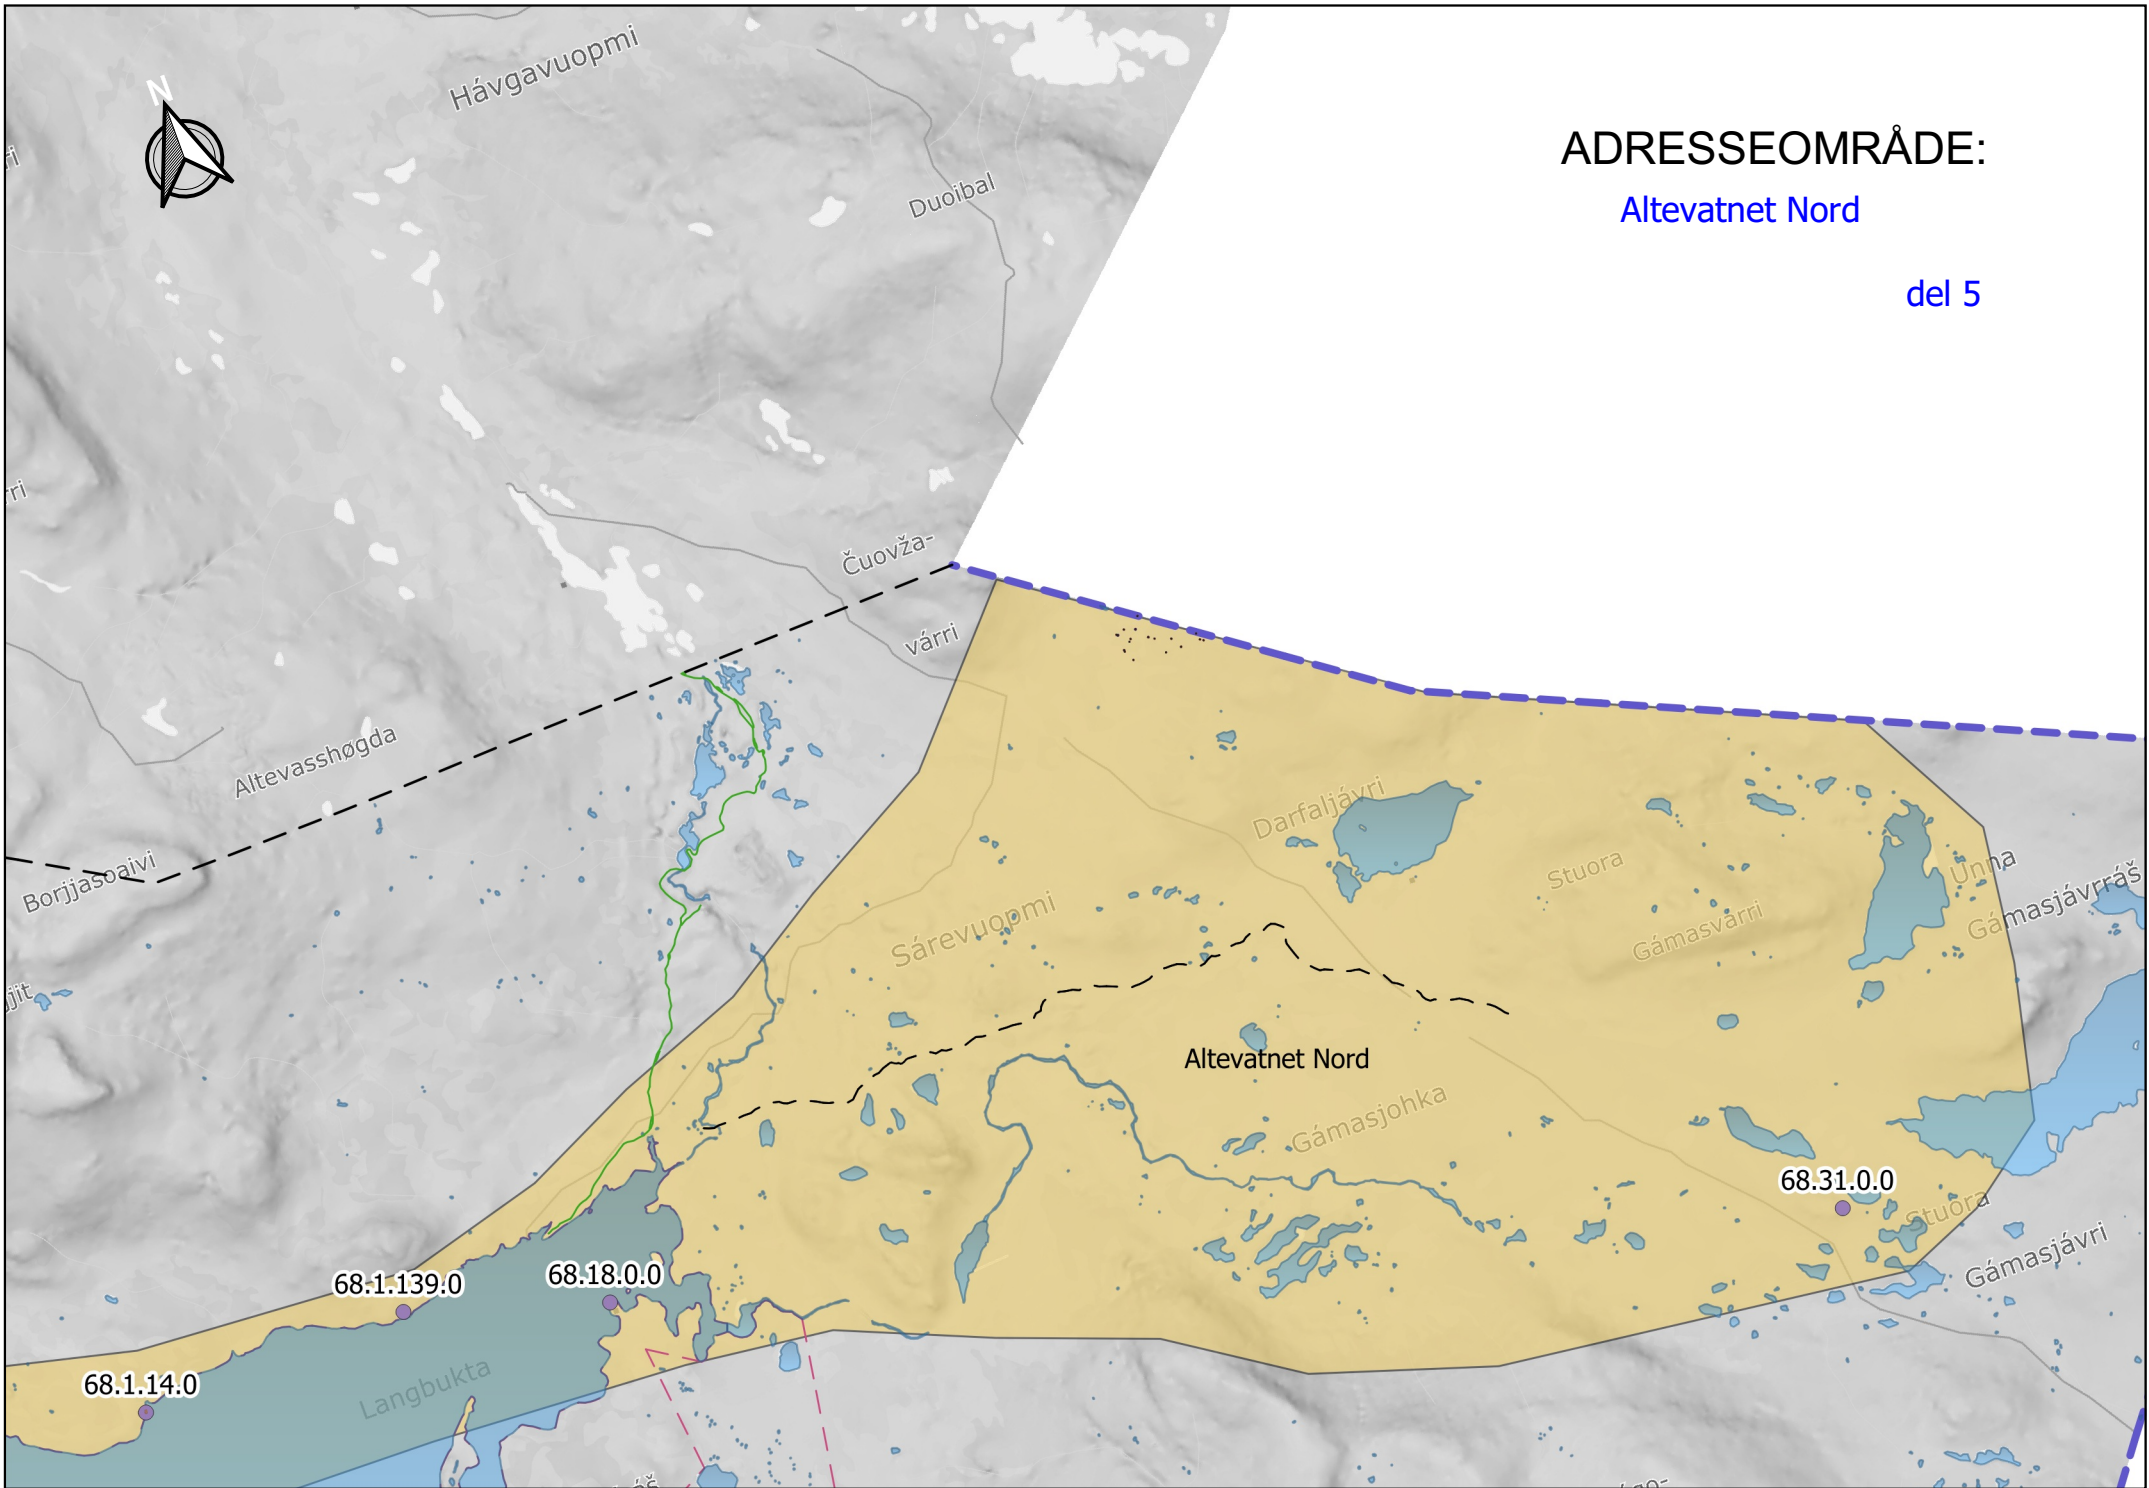 N
Hávgavuopmi
ADRESSEOMRÅDE:
Altevatnet Nord
del 5
Duoibal
Čuovža-
várri
Altevasshøgda
Borjjasoaivi
Darfaljávri
Stuora
Gámasvárri
Unna
Gámasjávrráš
Sárevuopmi
Altevatnet Nord
Gámasjohka
68.31.0.0
Stuora
Gámasjávri
68.1.139.0
68.18.0.0
68.1.14.0
Langbukta